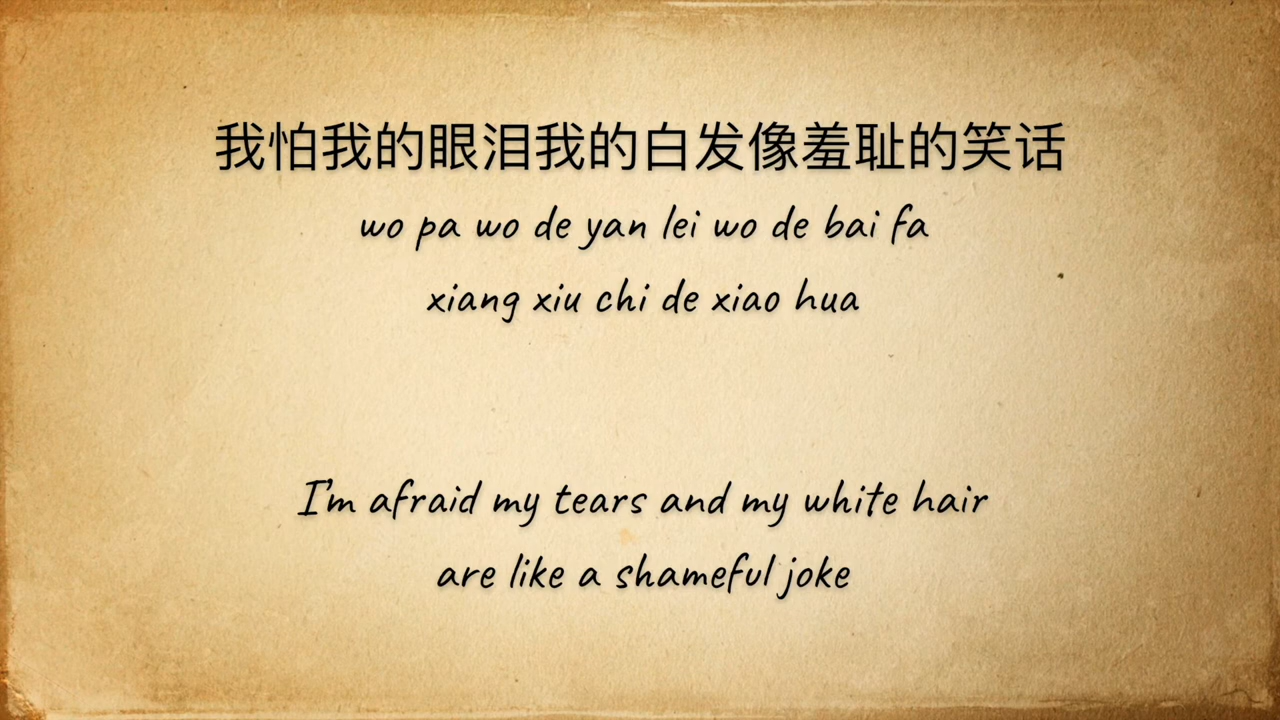 我怕我的眼泪我的白发像羞耻的笑话
wo pa wo de yan lei wo de bai fa
xiang xiu chi de xiao hua
I'm afraid my tears and my white hair
are like a shameful joke